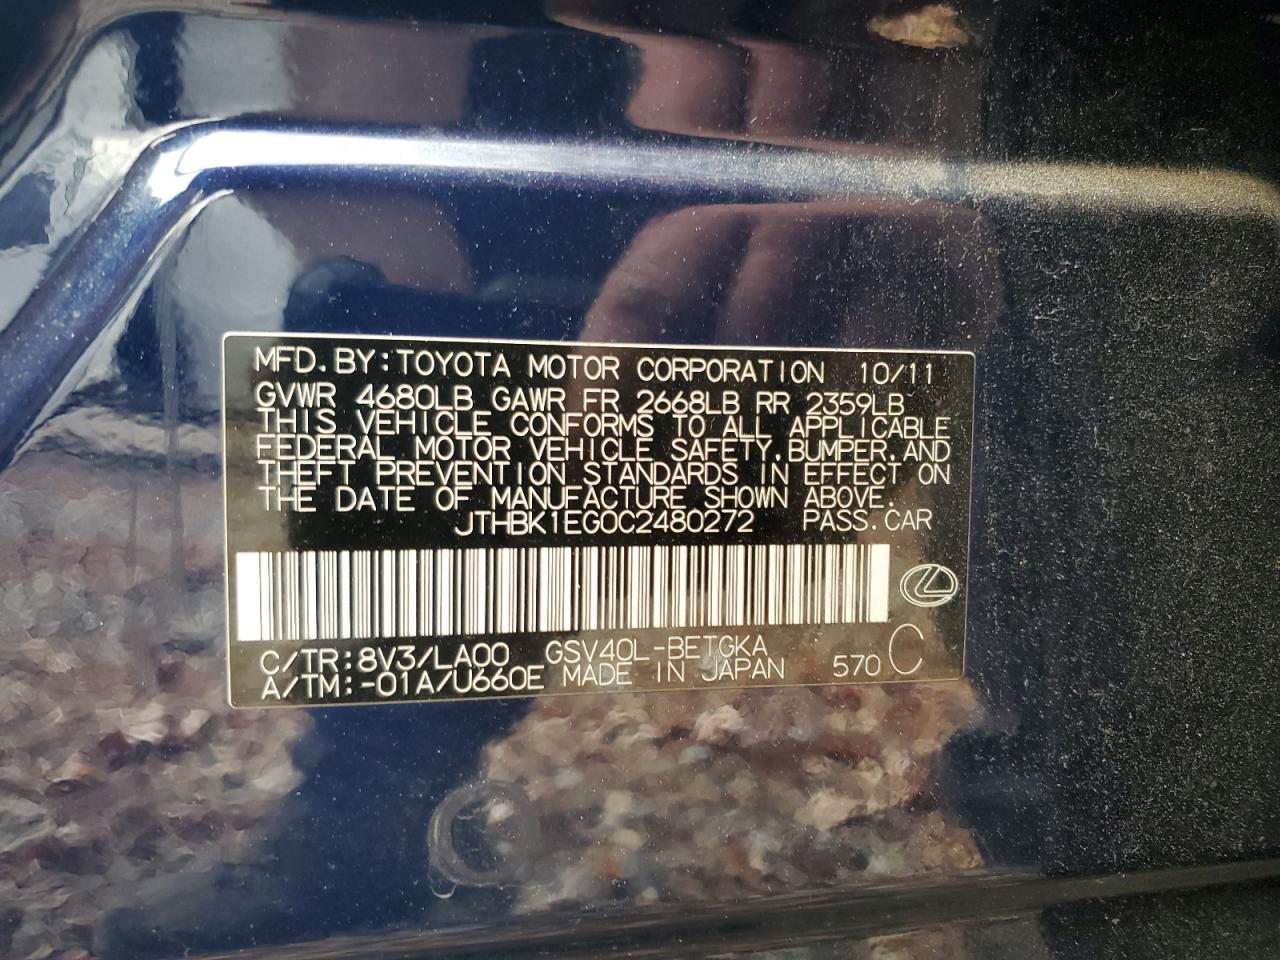 MFD.BY:TOYOTA MOTOR CORPORATION 10/11
GVWR 4680LB GAWR FR 2668LB RR 2359LB
THIS VEHICLE CONFORMS TO ALL APPLICABLE
FEDERAL MOTOR VEHICLE SAFETY,BUMPER,AND
THEFT PREVENTION STANDARDS IN EFFECT ON
THE DATE OF MANUFACTURE SHOWN ABOVE.
JTHBK1EG0C2480272 PASS.CAR
C/TR:8V3/LA00 GSV40L-BETGKA
A/TM:-01A/U660E MADE IN JAPAN 570 C